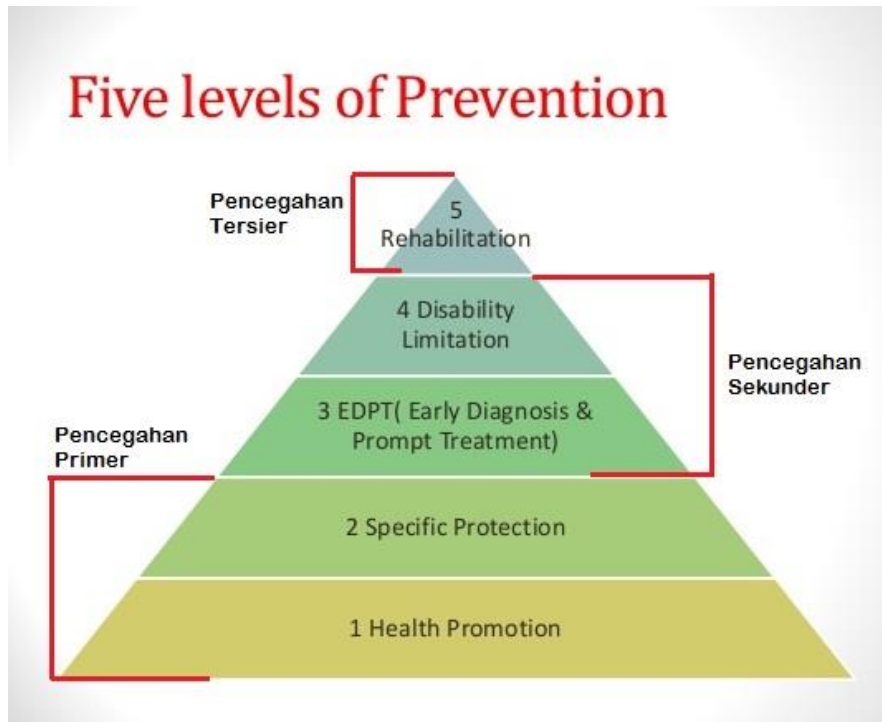 Five levels of Prevention
Pencegahan
Tersier
5
Rehabilitation
4 Disability
Limitation
Pencegahan
Sekunder
3 EDPT( Early Diagnosis &
Prompt Treatment)
Pencegahan
Primer
2 Specific Protection
1 Health Promotion